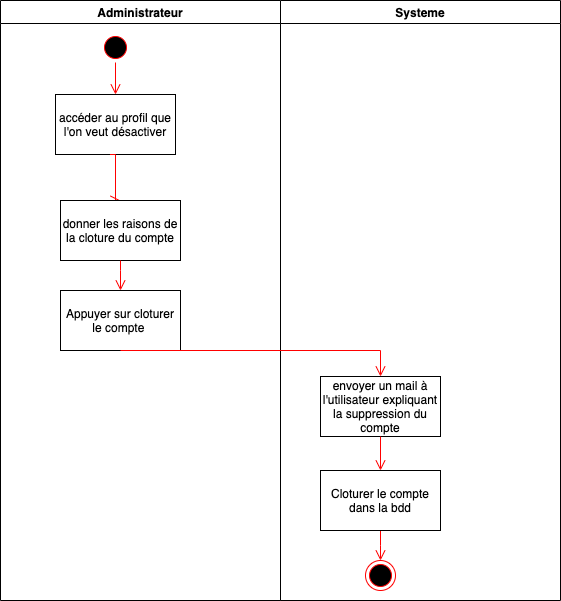 Administrateur
Systeme
accéder au profil que
l'on veut désactiver
donner les raisons de
la cloture du compte
Appuyer sur cloturer
le compte
envoyer un mail à
l'utilisateur expliquant
la suppression du
compte
Cloturer le compte
dans la bdd